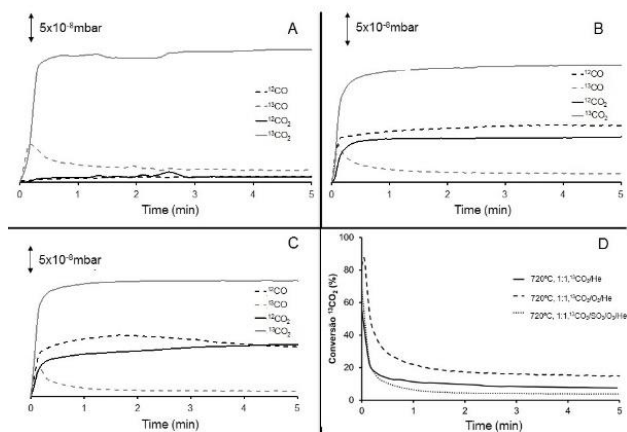 5x10⁻⁸mbar
A
¹²CO
¹³CO
¹²CO₂
¹³CO₂
0 1 2 3 4 5
Time (min)
5x10⁻⁸mbar
B
¹²CO
¹³CO
¹²CO₂
¹³CO₂
0 1 2 3 4 5
Time (min)
5x10⁻⁸mbar
C
¹²CO
¹³CO
¹²CO₂
¹³CO₂
0 1 2 3 4 5
Time (min)
D
Conversão ¹³CO₂ (%)
100
80
60
40
20
0
720ºC, 1:1,¹³CO₂/He
720ºC, 1:1,¹³CO₂/O₂/He
720ºC, 1:1,¹³CO₂/SO₂/O₂/He
0 1 2 3 4 5
Time (min)